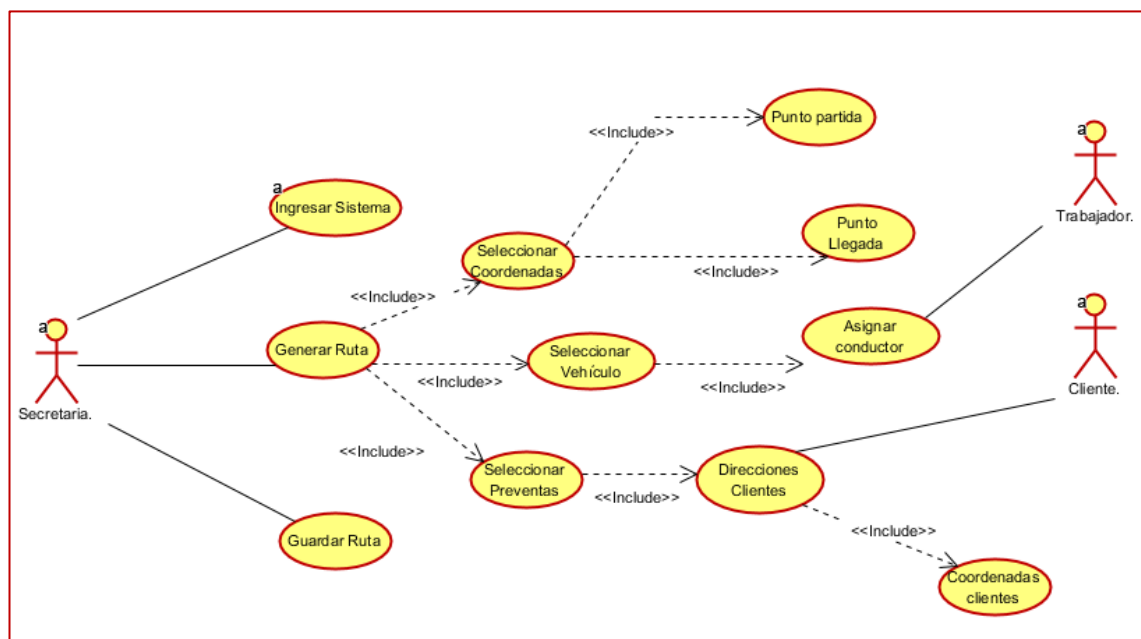 Punto partida
<<Include>>
a
Trabajador.
a
Ingresar Sistema
Punto
Llegada
Seleccionar
Coordenadas
<<Include>>
<<Include>>
a
Cliente.
a
Secretaria.
Generar Ruta
Asignar
conductor
Seleccionar
Vehículo
<<Include>>
<<Include>>
<<Include>>
Seleccionar
Preventas
Direcciones
Clientes
<<Include>>
<<Include>>
Guardar Ruta
Coordenadas
clientes